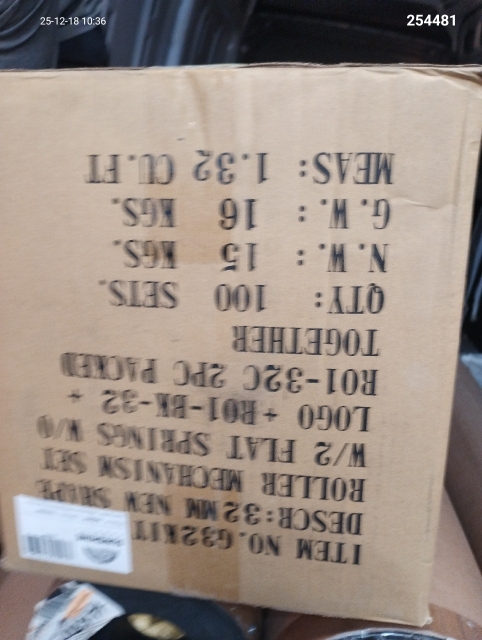 25-12-18 10:36
254481
ITEM NO.G32KIT
DESCR:32MM NEW SHAPE
ROLLER MECHANISM SET
W/2 FLAT SPRINGS W/O
LOGO + R01-BK-32 +
R01-32C 2PC PACKED
TOGETHER
QTY: 100 SETS.
N.W.: 15 KGS.
G.W.: 16 KGS.
MEAS: 1.32 CU.FT